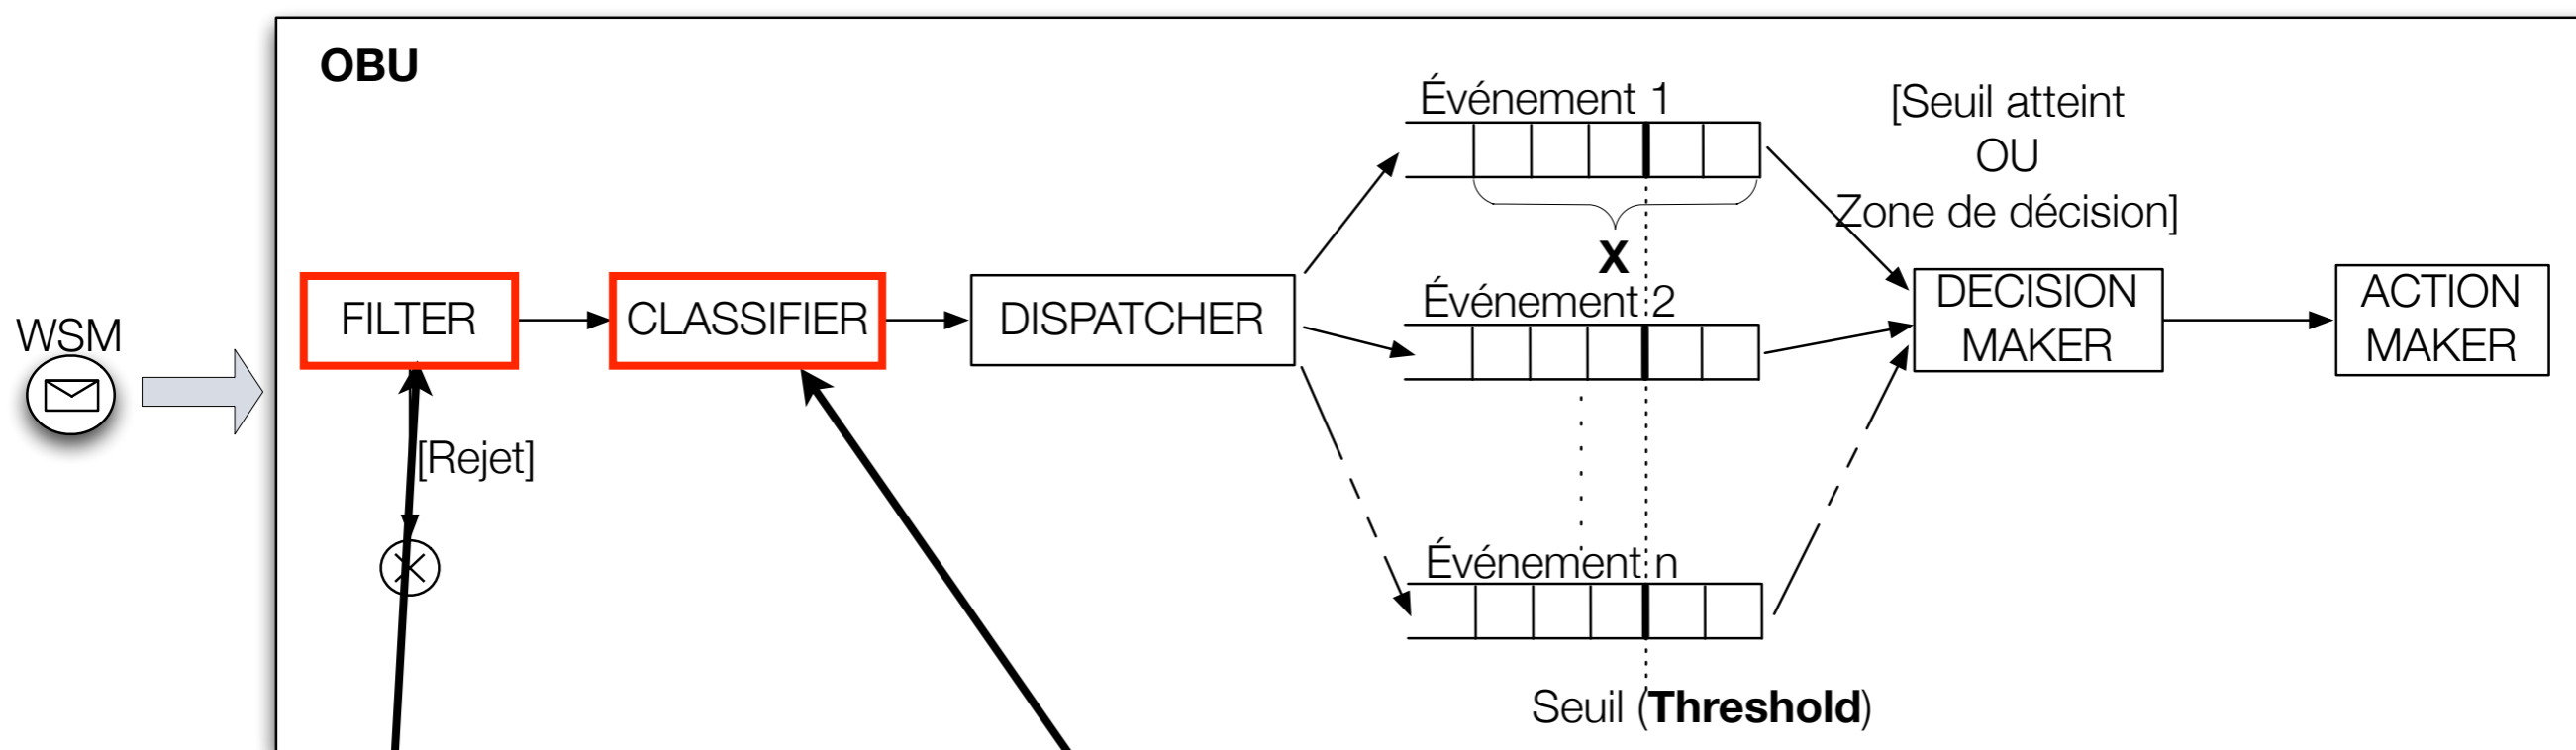 OBU
WSM
FILTER
CLASSIFIER
DISPATCHER
[Rejet]
Événement 1
X
Événement 2
Événement n
Seuil (Threshold)
[Seuil atteint
OU
Zone de décision]
DECISION
MAKER
ACTION
MAKER